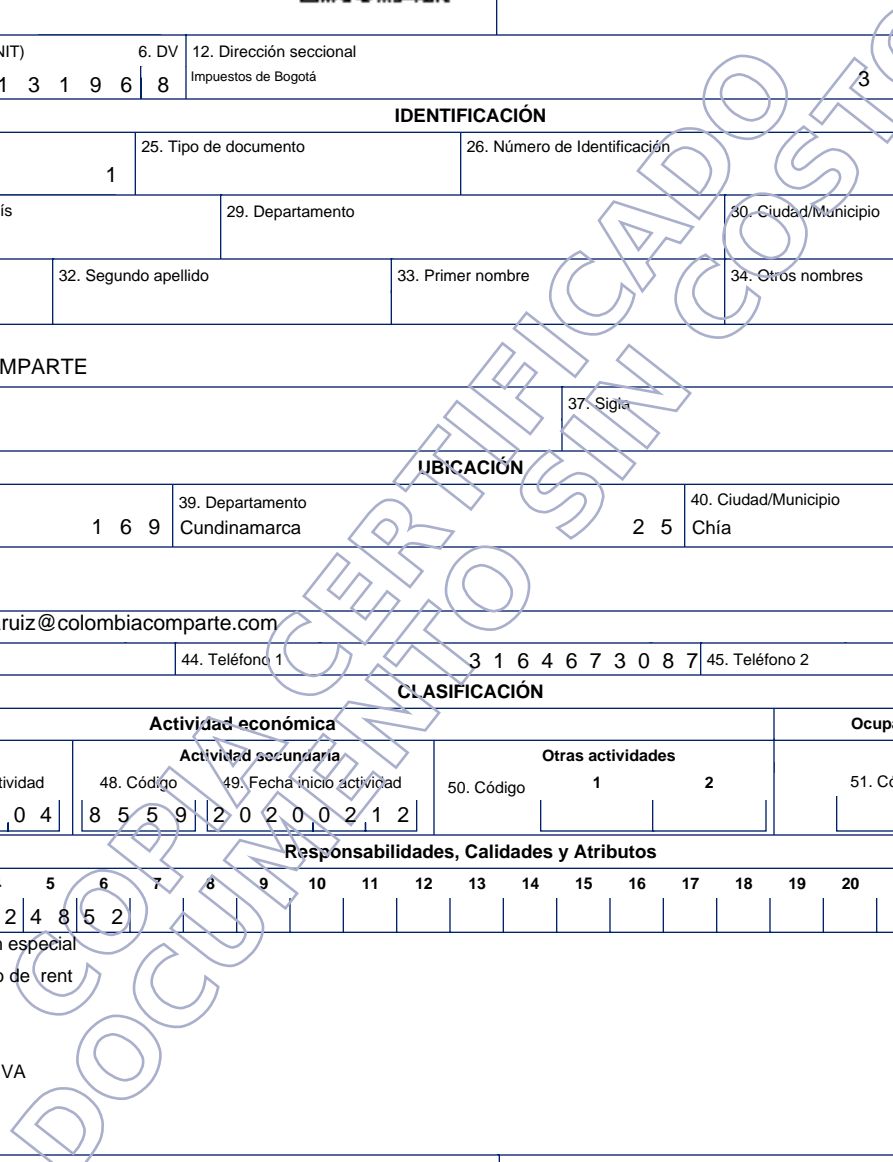 NIT) 6. DV 12. Dirección seccional
1 3 1 9 6 8 Impuestos de Bogotá 3
IDENTIFICACIÓN
25. Tipo de documento 26. Número de Identificación
1
ís 29. Departamento 30. Ciudad/Municipio
32. Segundo apellido 33. Primer nombre 34. Otros nombres
MPARTE
37. Sigla
UBICACIÓN
39. Departamento 40. Ciudad/Municipio
1 6 9 Cundinamarca 2 5 Chía
ruiz@colombiacomparte.com
44. Teléfono 1 3 1 6 4 6 7 3 0 8 7 45. Teléfono 2
CLASIFICACIÓN
Actividad económica Ocupa
Actividad secundaria Otras actividades
tividad 48. Código 49. Fecha inicio actividad 50. Código 1 2 51. Có
0 4 8 5 5 9 2 0 2 0 0 2 1 2
Responsabilidades, Calidades y Atributos
5 6 7 8 9 10 11 12 13 14 15 16 17 18 19 20
2 4 8 5 2
n especial
o de rent
VA
COPIA CERTIFICADO
DOCUMENTO SIN COSTO